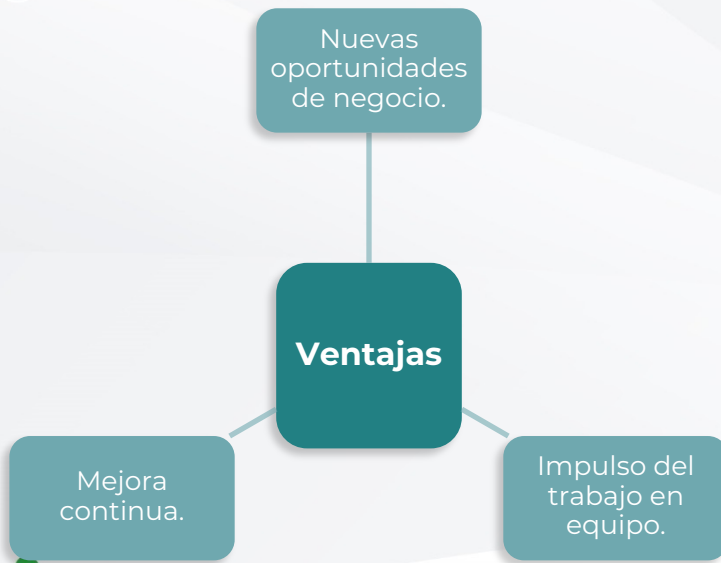 Nuevas
oportunidades
de negocio.
Ventajas
Mejora
continua.
Impulso del
trabajo en
equipo.